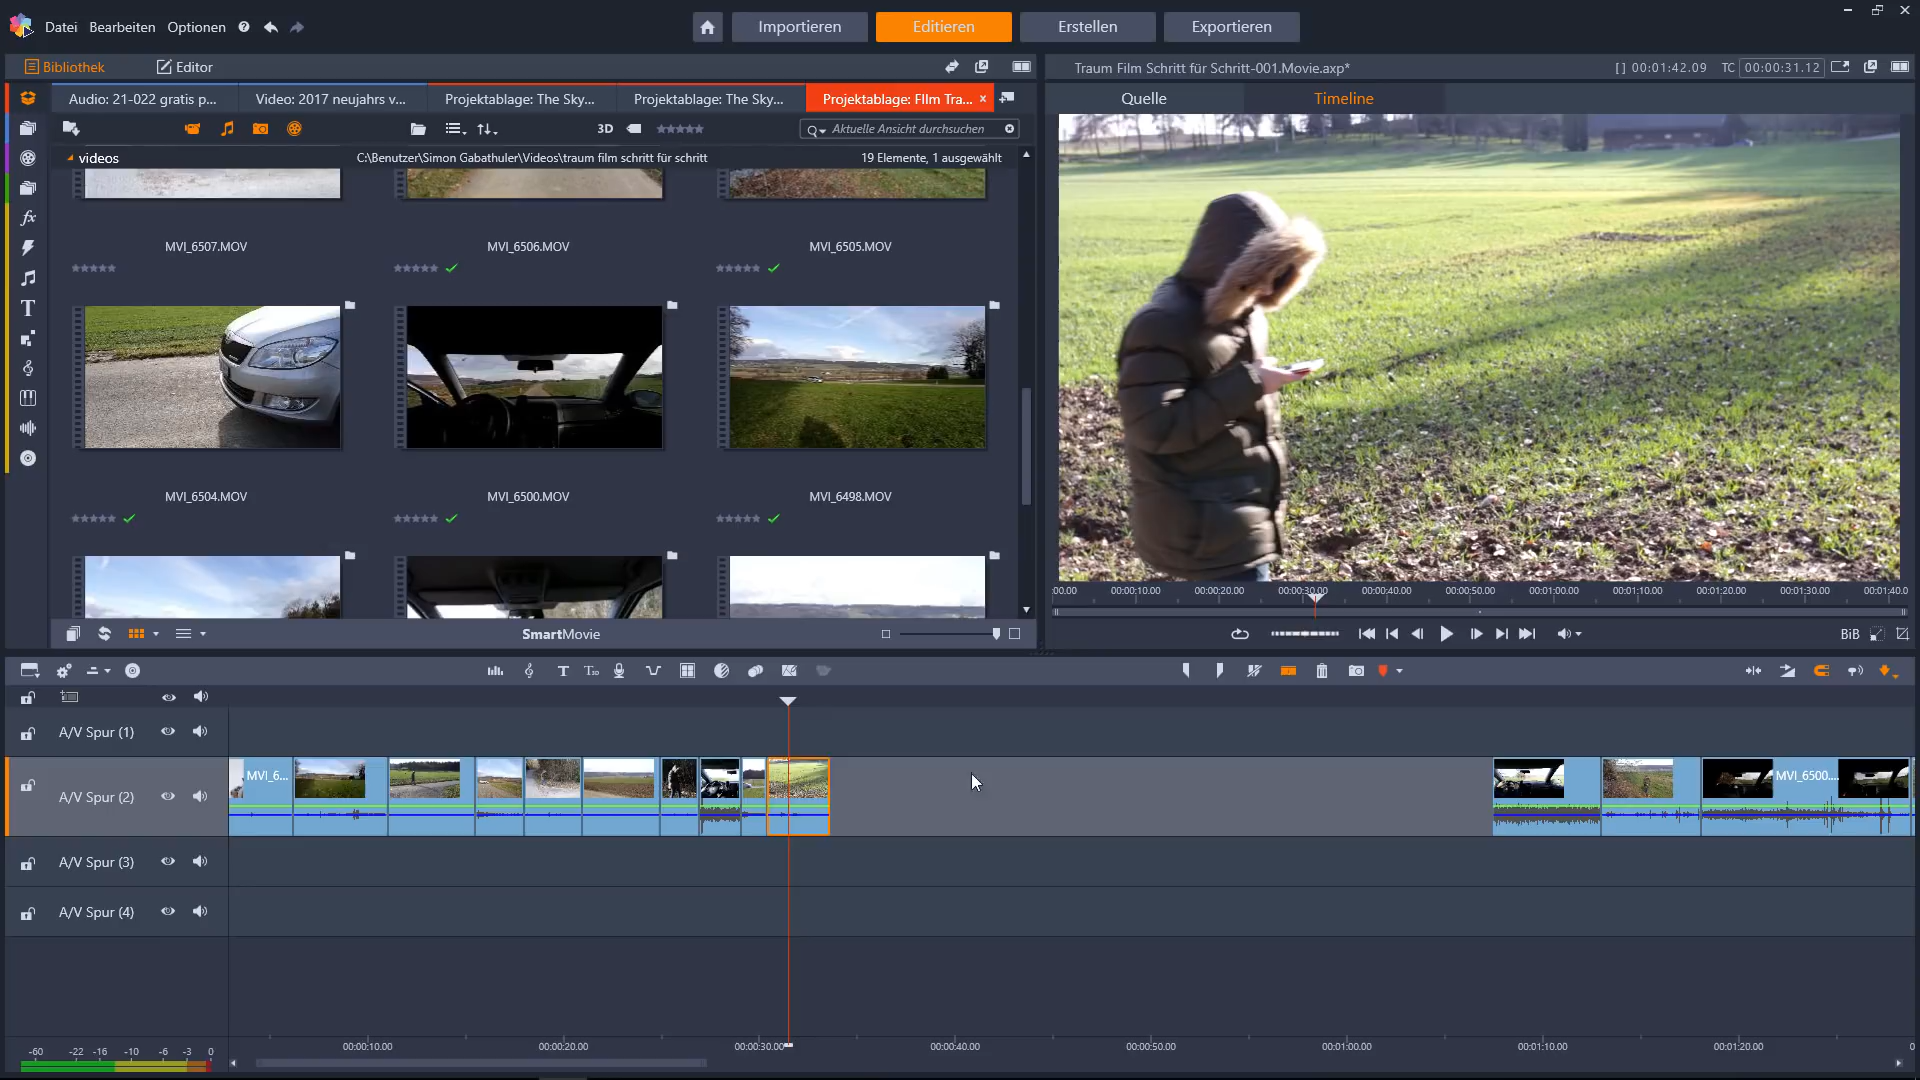 Datei Bearbeiten Optionen
Importieren Editieren Erstellen Exportieren
Bibliothek Editor
Traum Film Schritt für Schritt-001.Movie.axp*
[] 00:01:42.09 TC 00:00:31.12
Audio: 21-022 gratis p...
Video: 2017 neujahrs v...
Projektablage: The Sky...
Projektablage: The Sky...
Projektablage: FIlm Tra... ×
Quelle Timeline
3D
Aktuelle Ansicht durchsuchen
videos
C:\Benutzer\Simon Gabathuler\Videos\traum film schritt für schritt
19 Elemente, 1 ausgewählt
MVI_6507.MOV MVI_6506.MOV MVI_6505.MOV
MVI_6504.MOV MVI_6500.MOV MVI_6498.MOV
:00.00 00:00:10.00 00:00:20.00 00:00:30.00 00:00:40.00 00:00:50.00 00:01:00.00 00:01:10.00 00:01:20.00 00:01:30.00 00:01:40.0
SmartMovie
BiB
A/V Spur (1)
A/V Spur (2)
MVI_6...
MVI_6500....
A/V Spur (3)
A/V Spur (4)
00:00:10.00 00:00:20.00 00:00:30.00 00:00:40.00 00:00:50.00 00:01:00.00 00:01:10.00 00:01:20.00 0
-60 -22 -16 -10 -6 -3 0